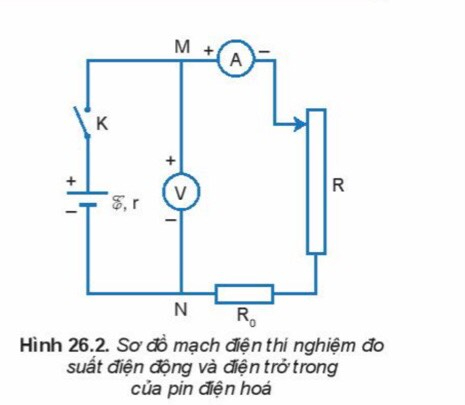 M + A −
K
+
−
ℰ, r
+
V
−
R
N
R₀
Hình 26.2. Sơ đồ mạch điện thí nghiệm đo
suất điện động và điện trở trong
của pin điện hoá